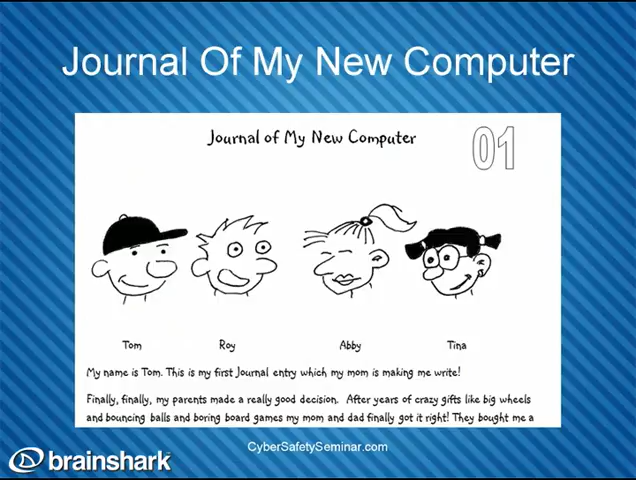 Journal Of My New Computer
Journal of My New Computer
01
Tom Roy Abby Tina
My name is Tom. This is my first Journal entry which my mom is making me write!
Finally, finally, my parents made a really good decision. After years of crazy gifts like big wheels
and bouncing balls and boring board games my mom and dad finally got it right! They bought me a
CyberSafetySeminar.com
brainshark